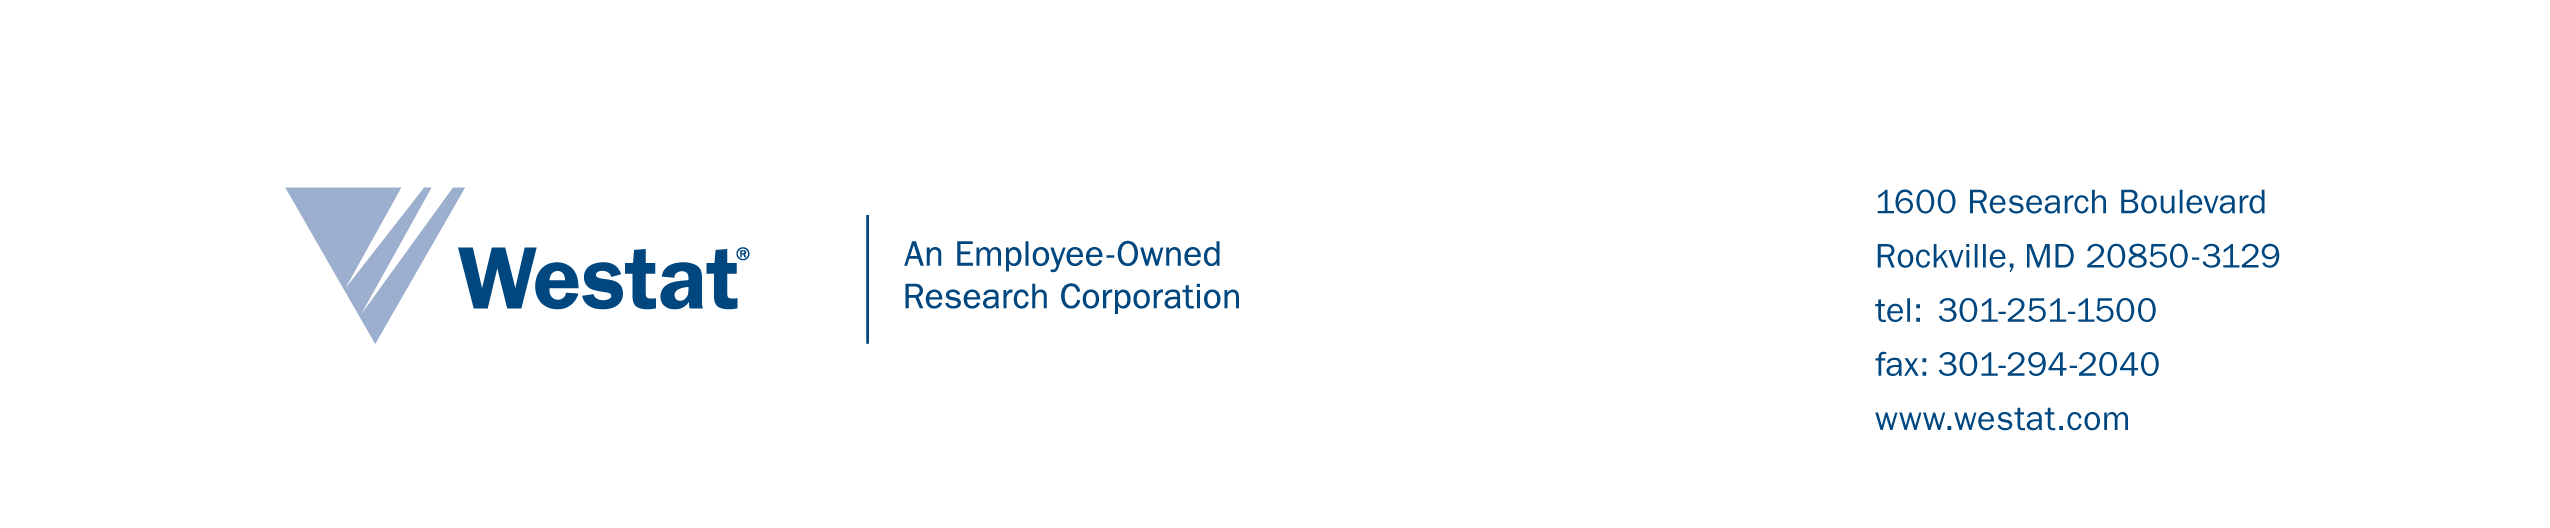 Westat®
An Employee-Owned
Research Corporation
1600 Research Boulevard
Rockville, MD 20850-3129
tel: 301-251-1500
fax: 301-294-2040
www.westat.com